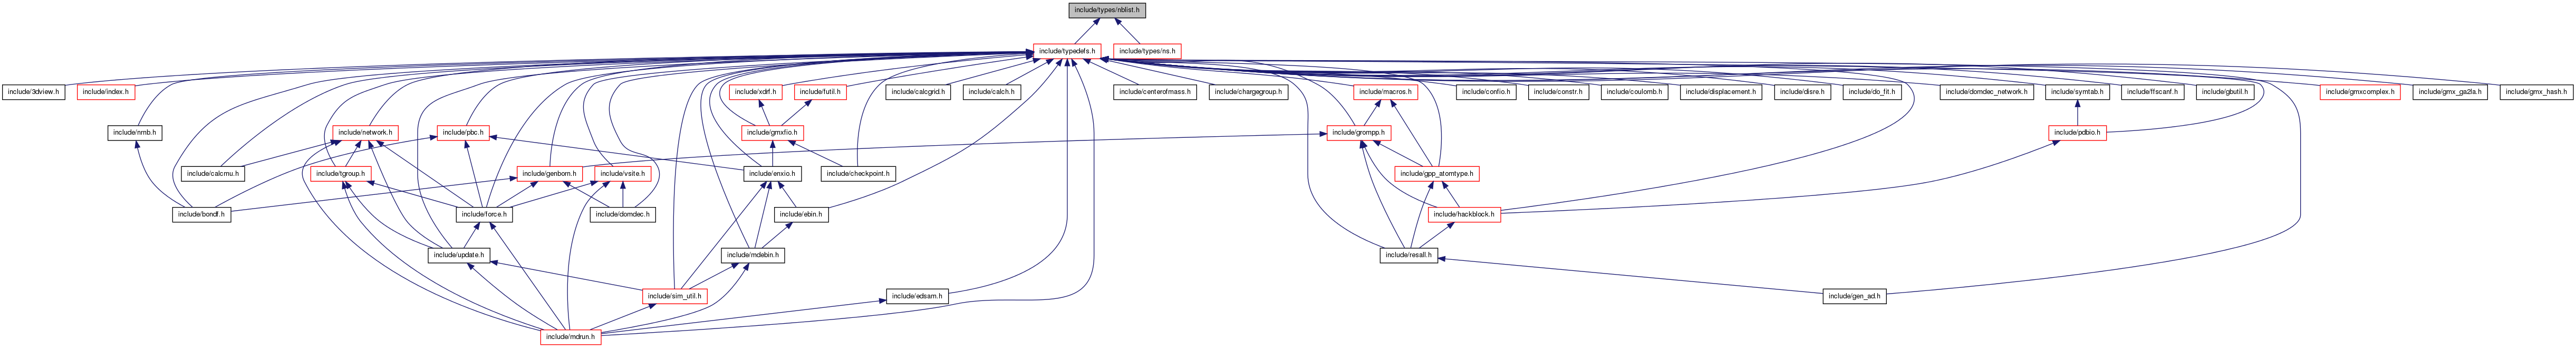 include/types/nblist.h
include/typedefs.h
include/types/ns.h
include/3dview.h
include/index.h
include/xdrf.h
include/futil.h
include/calcgrid.h
include/calch.h
include/centerofmass.h
include/chargegroup.h
include/macros.h
include/confio.h
include/constr.h
include/coulomb.h
include/displacement.h
include/disre.h
include/do_fit.h
include/domdec_network.h
include/symtab.h
include/ffscanf.h
include/gbutil.h
include/gmxcomplex.h
include/gmx_ga2la.h
include/gmx_hash.h
include/nrnb.h
include/network.h
include/pbc.h
include/gmxfio.h
include/grompp.h
include/pdbio.h
include/calcmu.h
include/tgroup.h
include/genborn.h
include/vsite.h
include/enxio.h
include/checkpoint.h
include/gpp_atomtype.h
include/bondf.h
include/force.h
include/domdec.h
include/ebin.h
include/hackblock.h
include/update.h
include/mdebin.h
include/resall.h
include/sim_util.h
include/edsam.h
include/gen_ad.h
include/mdrun.h